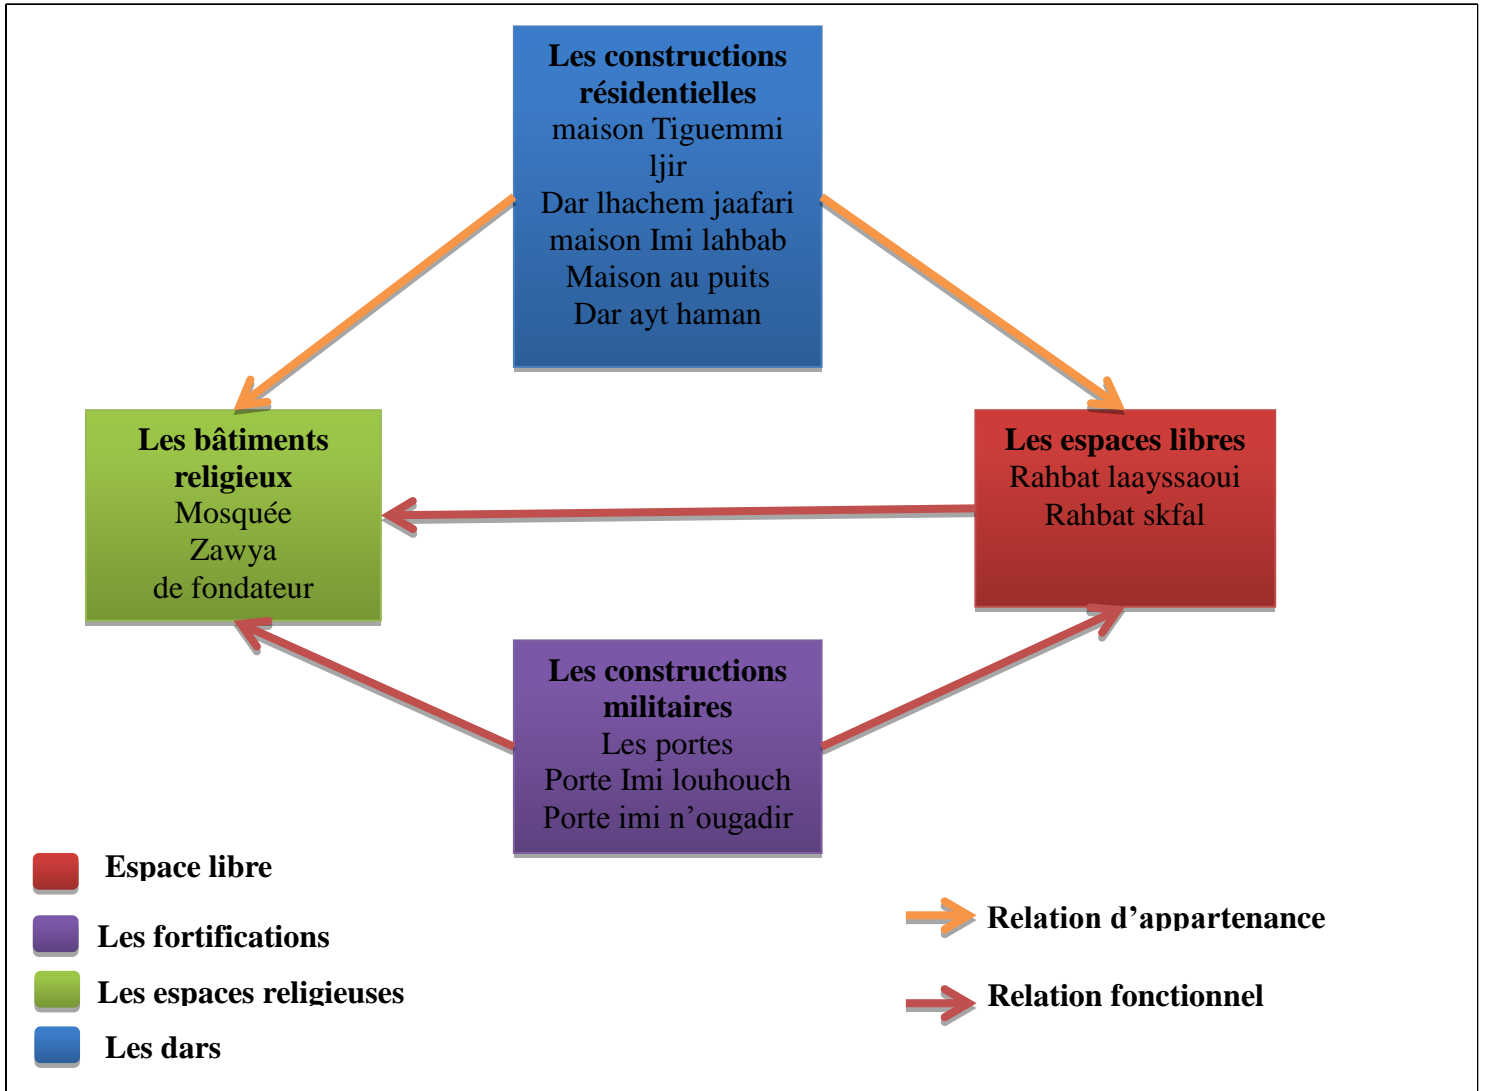 Les constructions
résidentielles
maison Tiguemmi
ljir
Dar lhachem jaafari
maison Imi lahbab
Maison au puits
Dar ayt haman
Les bâtiments
religieux
Mosquée
Zawya
de fondateur
Les espaces libres
Rahbat laayssaoui
Rahbat skfal
Les constructions
militaires
Les portes
Porte Imi louhouch
Porte imi n’ougadir
Espace libre
Les fortifications
Les espaces religieuses
Les dars
Relation d’appartenance
Relation fonctionnel